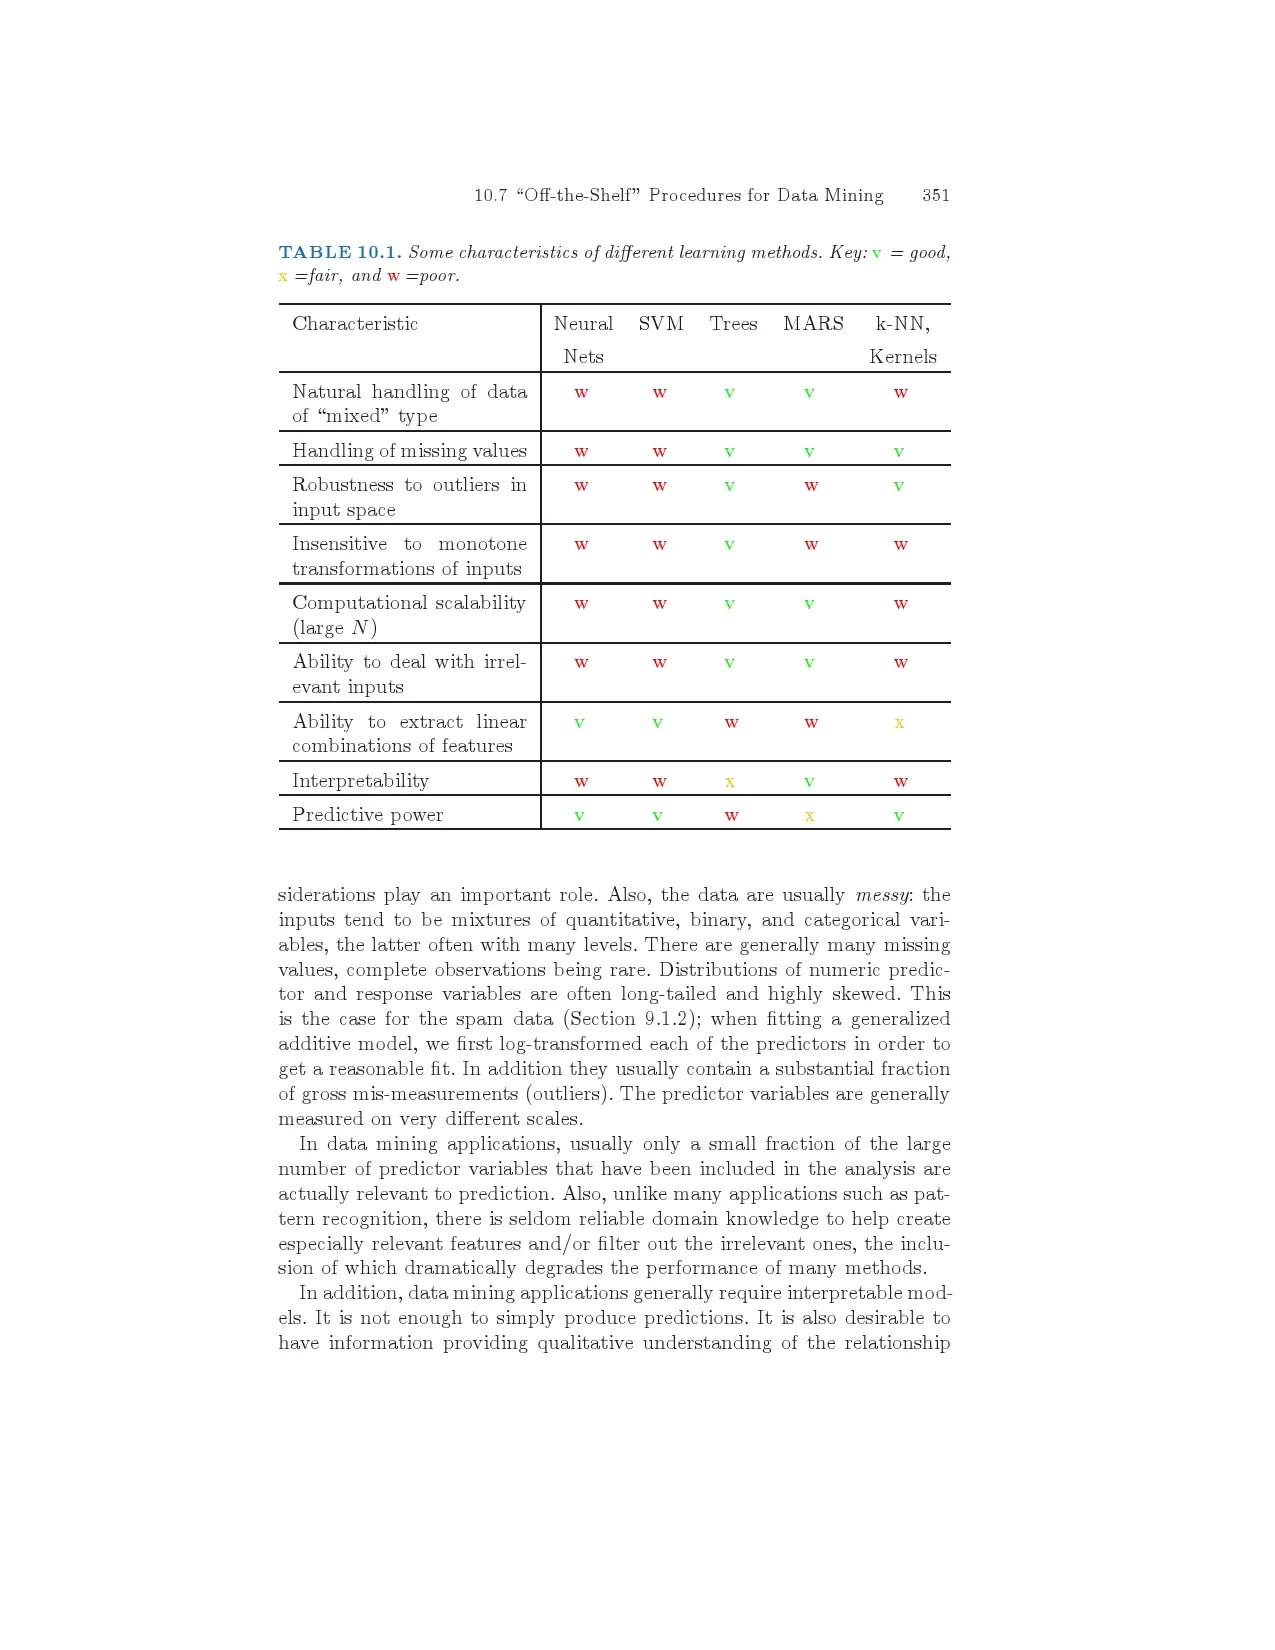 10.7 “Off-the-Shelf” Procedures for Data Mining 351
TABLE 10.1. Some characteristics of different learning methods. Key: v = good,
x =fair, and w =poor.
Characteristic Neural SVM Trees MARS k-NN,
Nets Kernels
Natural handling of data w w v v w
of “mixed” type
Handling of missing values w w v v v
Robustness to outliers in w w v w v
input space
Insensitive to monotone w w v w w
transformations of inputs
Computational scalability w w v v w
(large N)
Ability to deal with irrel- w w v v w
evant inputs
Ability to extract linear v v w w x
combinations of features
Interpretability w w x v w
Predictive power v v w x v
siderations play an important role. Also, the data are usually messy: the
inputs tend to be mixtures of quantitative, binary, and categorical vari-
ables, the latter often with many levels. There are generally many missing
values, complete observations being rare. Distributions of numeric predic-
tor and response variables are often long-tailed and highly skewed. This
is the case for the spam data (Section 9.1.2); when fitting a generalized
additive model, we first log-transformed each of the predictors in order to
get a reasonable fit. In addition they usually contain a substantial fraction
of gross mis-measurements (outliers). The predictor variables are generally
measured on very different scales.
In data mining applications, usually only a small fraction of the large
number of predictor variables that have been included in the analysis are
actually relevant to prediction. Also, unlike many applications such as pat-
tern recognition, there is seldom reliable domain knowledge to help create
especially relevant features and/or filter out the irrelevant ones, the inclu-
sion of which dramatically degrades the performance of many methods.
In addition, data mining applications generally require interpretable mod-
els. It is not enough to simply produce predictions. It is also desirable to
have information providing qualitative understanding of the relationship